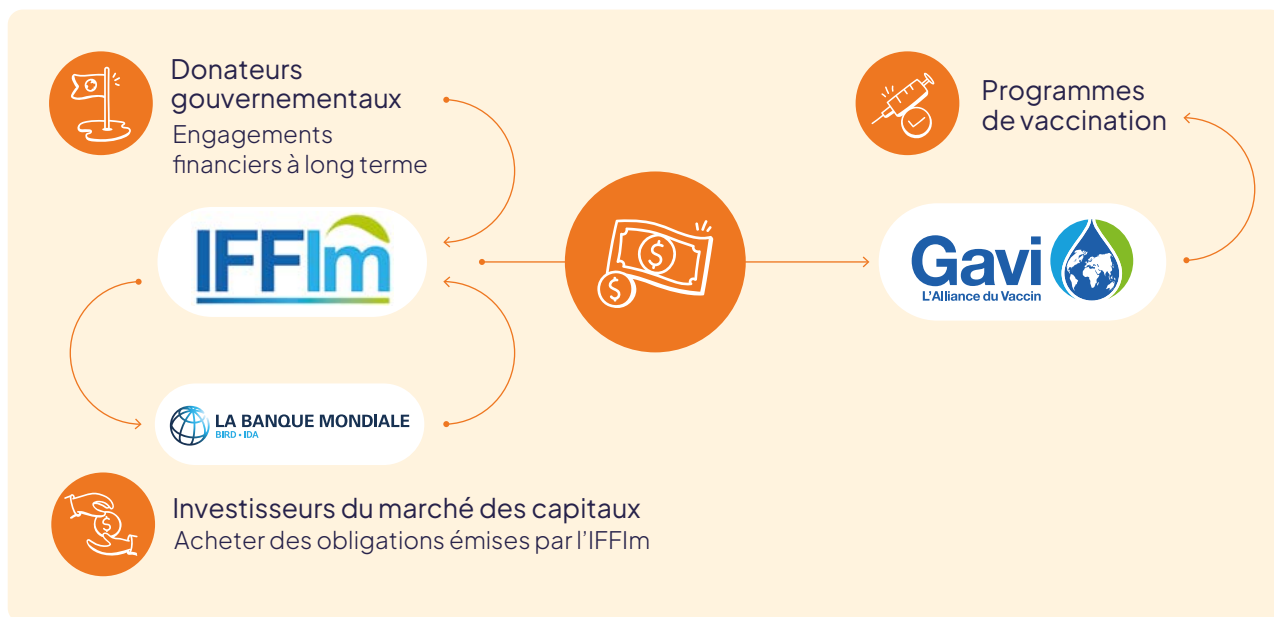 Donateurs
gouvernementaux
Engagements
financiers à long terme
IFFIm
LA BANQUE MONDIALE
BIRD • IDA
Investisseurs du marché des capitaux
Acheter des obligations émises par l'IFFIm
$
$
$
Programmes
de vaccination
Gavi
L'Alliance du Vaccin